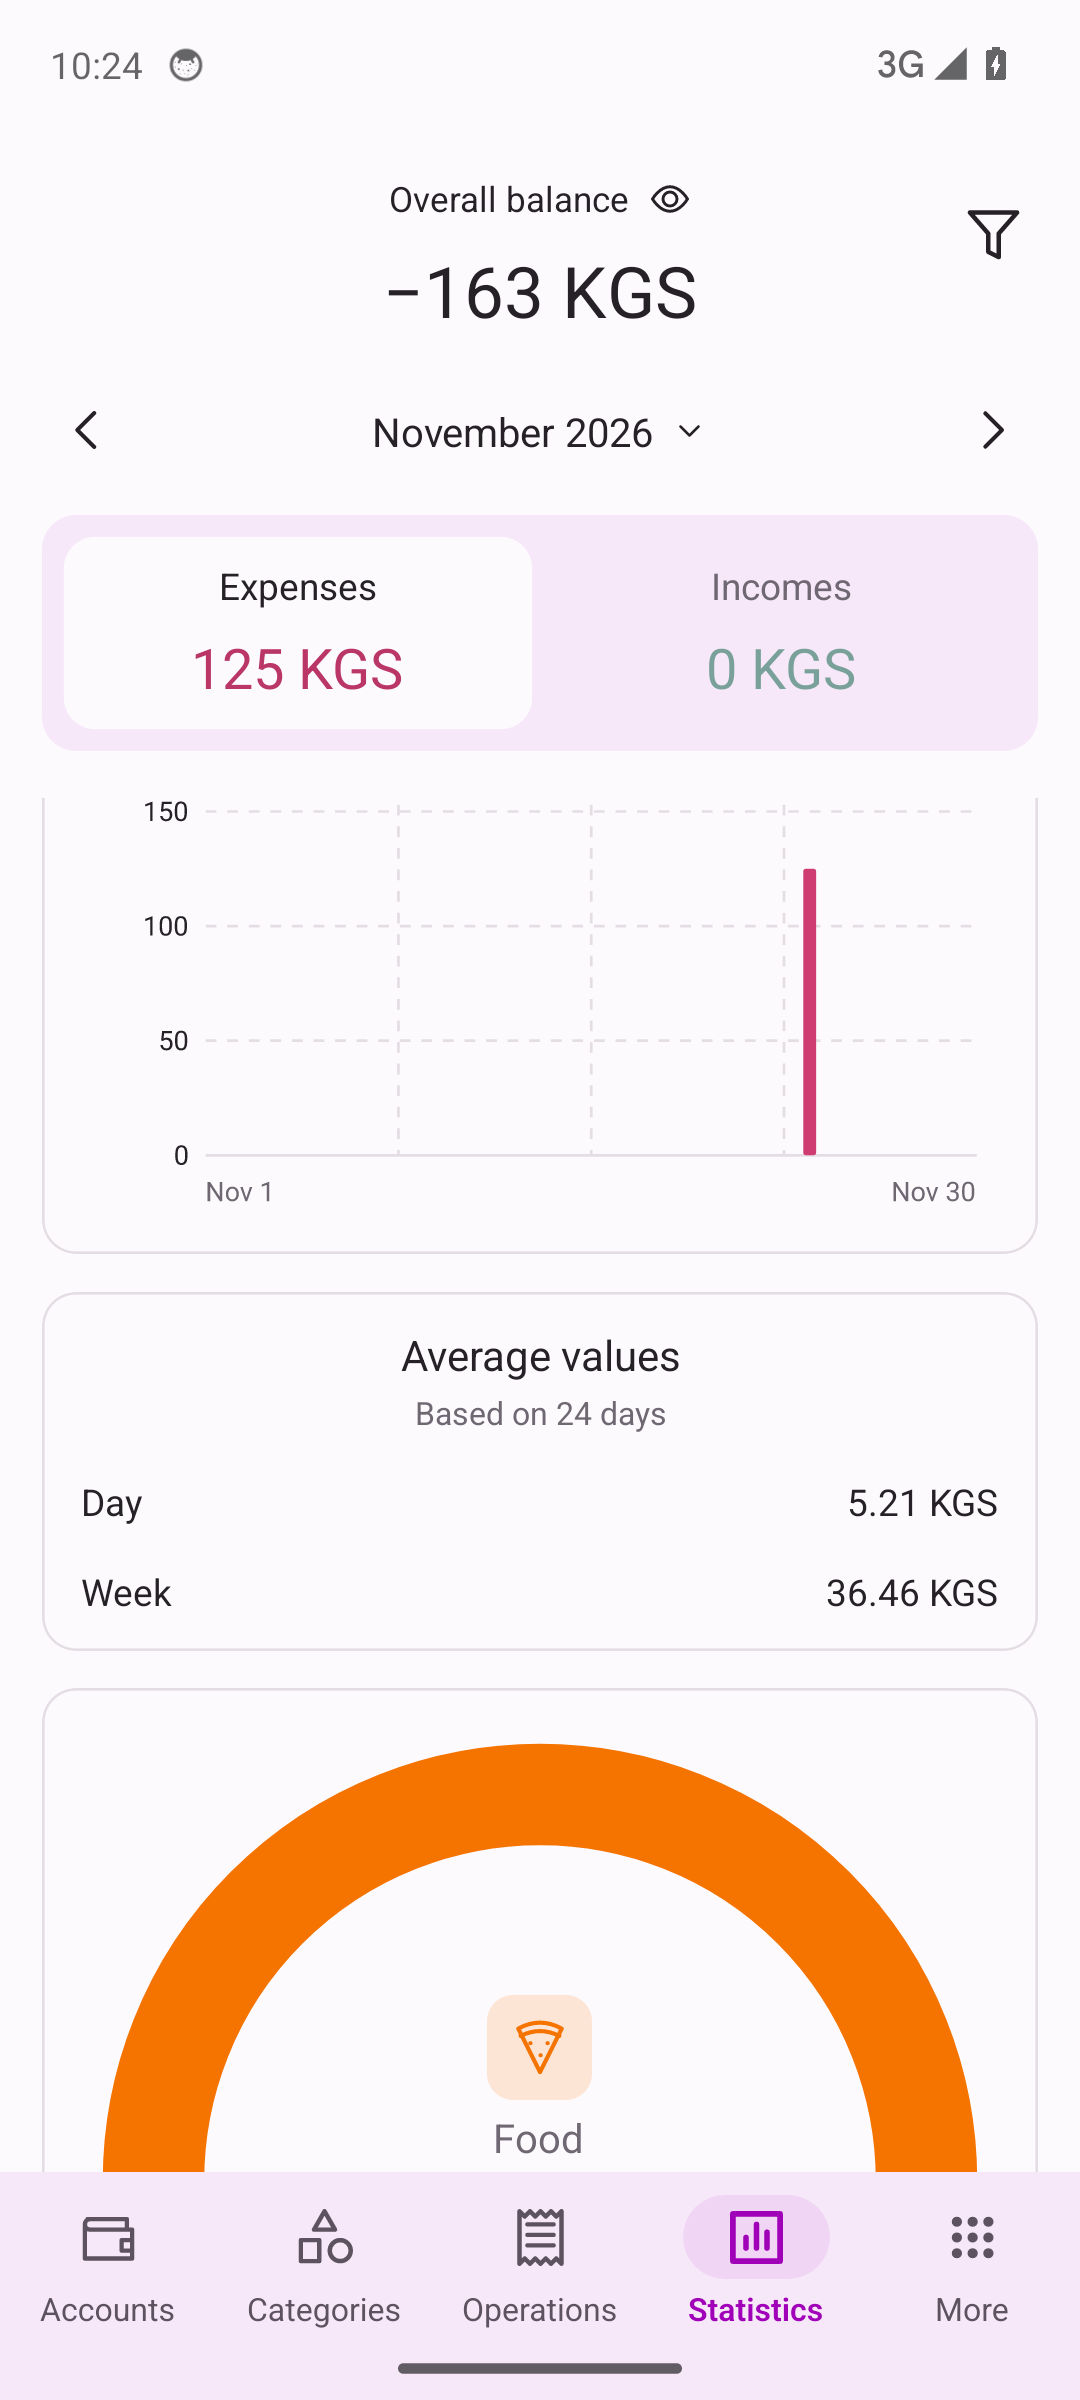 10:24
3G
Overall balance
−163 KGS
November 2026
Expenses
Incomes
125 KGS
0 KGS
150
100
50
0
Nov 1
Nov 30
Average values
Based on 24 days
Day
5.21 KGS
Week
36.46 KGS
Food
Accounts
Categories
Operations
Statistics
More